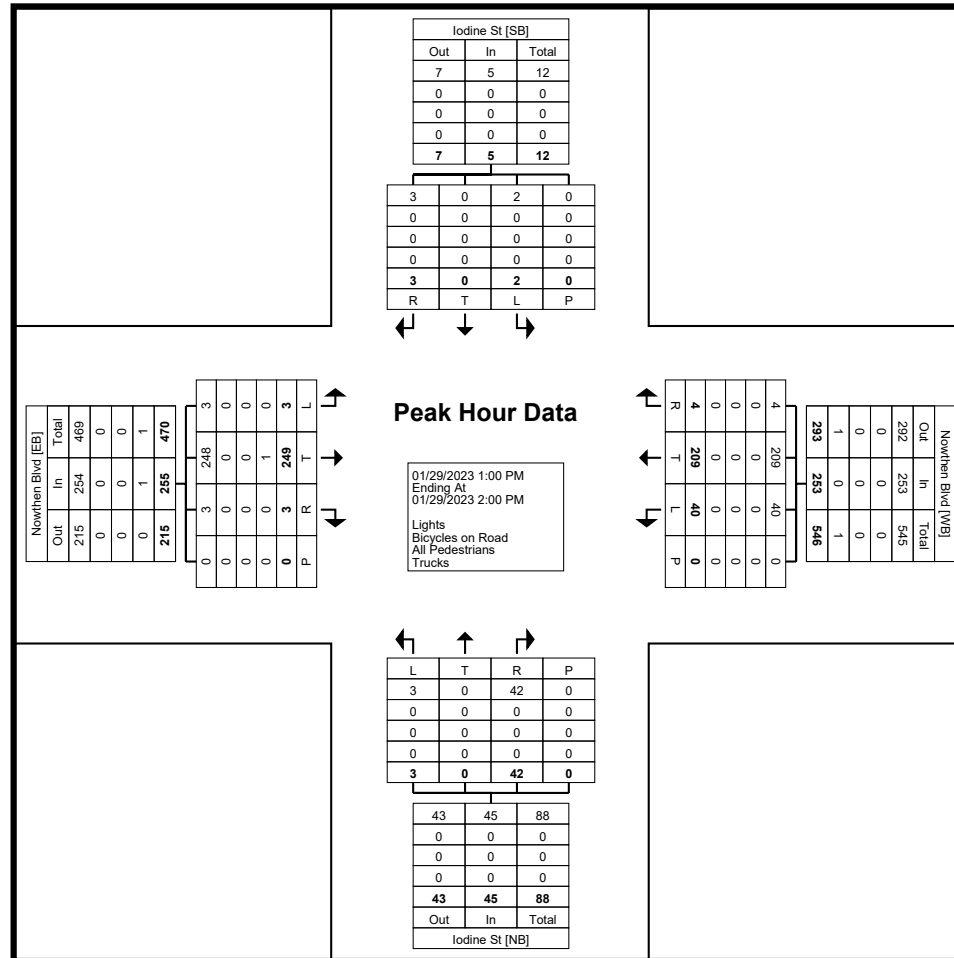 Iodine St [SB]
Out In Total
7 5 12
0 0 0
0 0 0
0 0 0
7 5 12
3 0 2 0
0 0 0 0
0 0 0 0
0 0 0 0
3 0 2 0
R T L P
Nowthen Blvd [EB]
Total 469 0 0 1 470
In 254 0 0 1 255
Out 215 0 0 0 215
3 0 0 0 3 L
248 0 0 1 249 T
3 0 0 0 3 R
0 0 0 0 0 P
Peak Hour Data
01/29/2023 1:00 PM
Ending At
01/29/2023 2:00 PM
Lights
Bicycles on Road
All Pedestrians
Trucks
R 4 0 0 0 4
T 209 0 0 0 209
L 40 0 0 0 40
P 0 0 0 0 0
Nowthen Blvd [WB]
Out 292 0 0 1 293
In 253 0 0 0 253
Total 545 0 0 1 546
L T R P
3 0 42 0
0 0 0 0
0 0 0 0
0 0 0 0
3 0 42 0
43 45 88
0 0 0
0 0 0
0 0 0
43 45 88
Out In Total
Iodine St [NB]